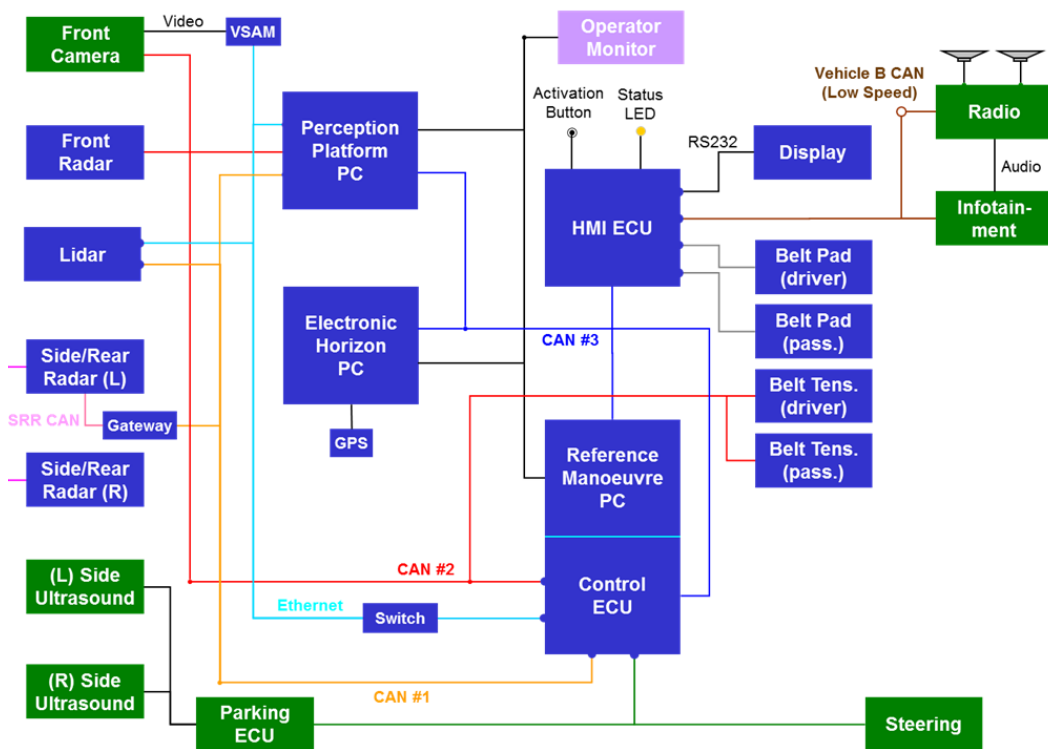 Front
Camera
Video
VSAM
Operator
Monitor
Vehicle B CAN
(Low Speed)
Radio
Activation
Button
Status
LED
Front
Radar
Perception
Platform
PC
RS232
Display
Audio
HMI ECU
Infotain-
ment
Lidar
Belt Pad
(driver)
Electronic
Horizon
PC
CAN #3
Belt Pad
(pass.)
Side/Rear
Radar (L)
SRR CAN
Gateway
GPS
Belt Tens.
(driver)
Side/Rear
Radar (R)
Reference
Manoeuvre
PC
Belt Tens.
(pass.)
(L) Side
Ultrasound
CAN #2
Control
ECU
Ethernet
Switch
(R) Side
Ultrasound
CAN #1
Parking
ECU
Steering